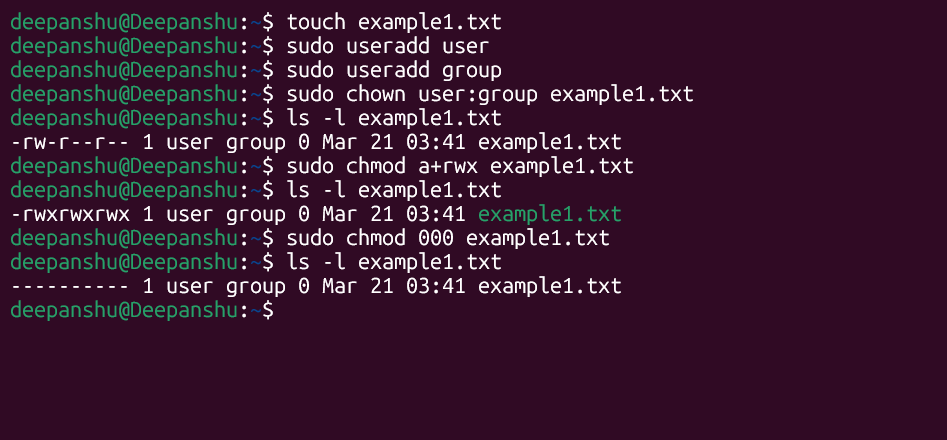 deepanshu@Deepanshu:~$ touch example1.txt
deepanshu@Deepanshu:~$ sudo useradd user
deepanshu@Deepanshu:~$ sudo useradd group
deepanshu@Deepanshu:~$ sudo chown user:group example1.txt
deepanshu@Deepanshu:~$ ls -l example1.txt
-rw-r--r-- 1 user group 0 Mar 21 03:41 example1.txt
deepanshu@Deepanshu:~$ sudo chmod a+rwx example1.txt
deepanshu@Deepanshu:~$ ls -l example1.txt
-rwxrwxrwx 1 user group 0 Mar 21 03:41 example1.txt
deepanshu@Deepanshu:~$ sudo chmod 000 example1.txt
deepanshu@Deepanshu:~$ ls -l example1.txt
---------- 1 user group 0 Mar 21 03:41 example1.txt
deepanshu@Deepanshu:~$